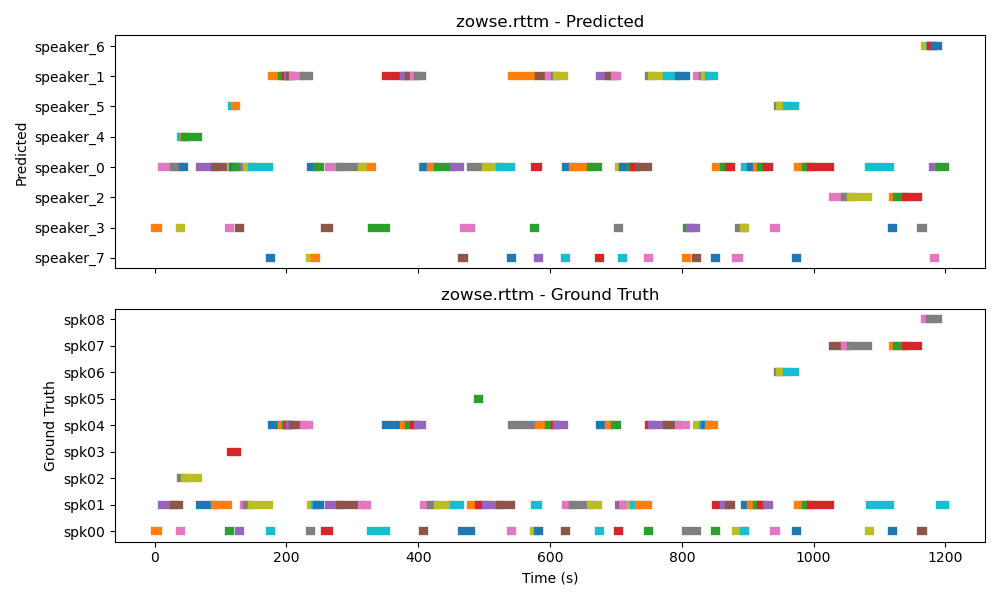 zowse.rttm - Predicted
Predicted
speaker_6
speaker_1
speaker_5
speaker_4
speaker_0
speaker_2
speaker_3
speaker_7
zowse.rttm - Ground Truth
Ground Truth
spk08
spk07
spk06
spk05
spk04
spk03
spk02
spk01
spk00
0 200 400 600 800 1000 1200
Time (s)